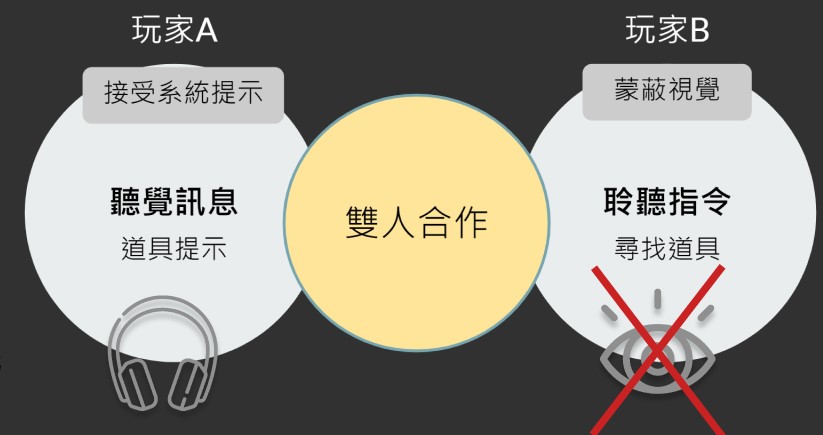 玩家A
接受系統提示
聽覺訊息
道具提示
雙人合作
玩家B
蒙蔽視覺
聆聽指令
尋找道具